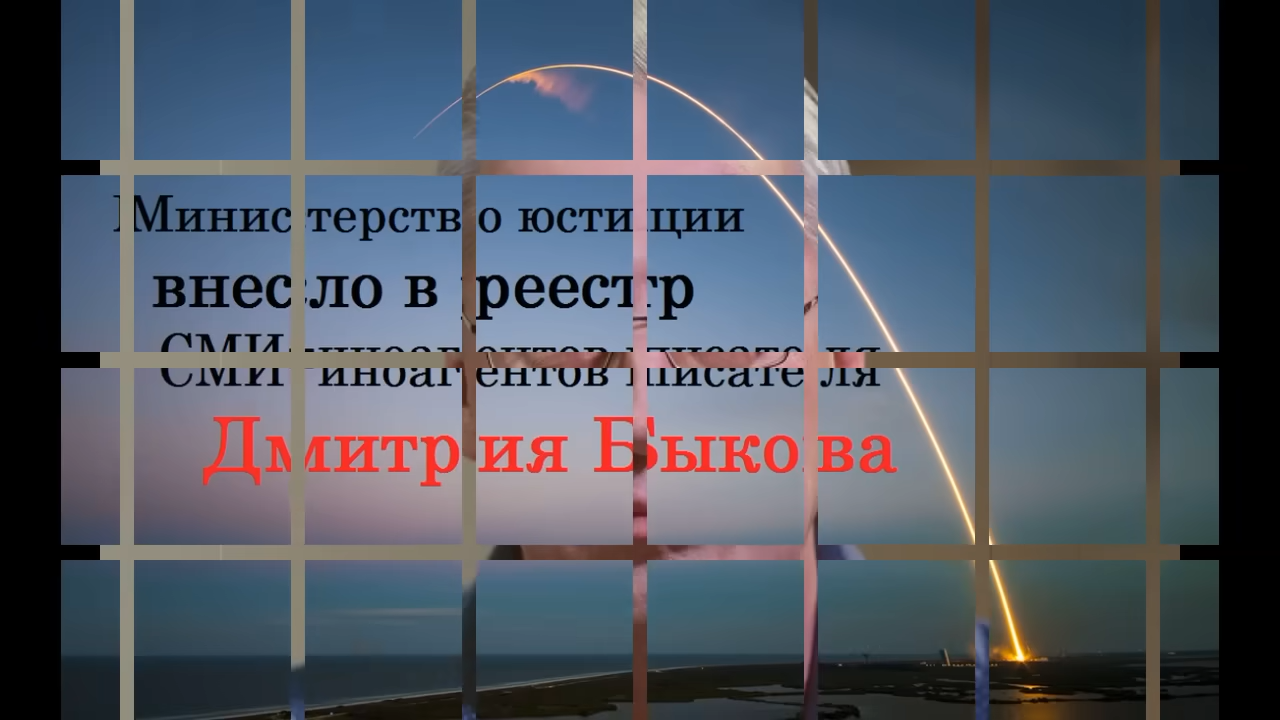 Министерство юстиции
внесло в реестр
СМИ-иноагентов писателя
Дмитрия Быкова